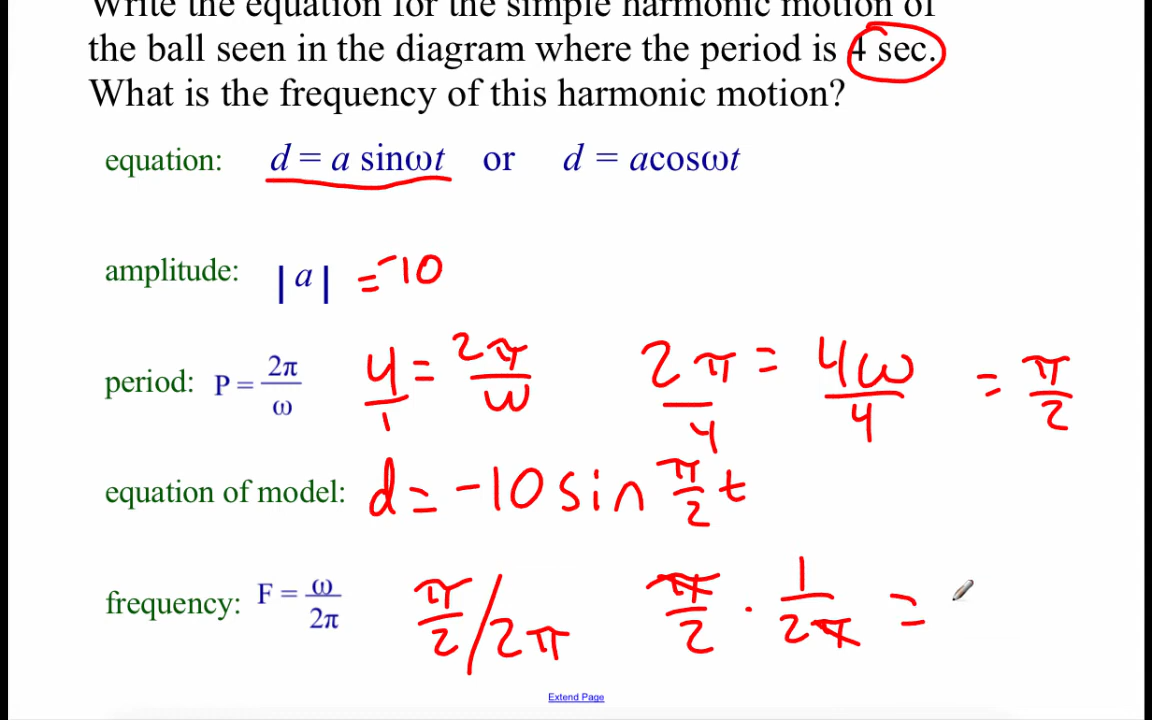 Write the equation for the simple harmonic motion of
the ball seen in the diagram where the period is 4 sec.
What is the frequency of this harmonic motion?
equation: d = a sinωt or d = acosωt
amplitude: |a| = -10
period: P = 2π/ω 4/1 = 2π/w 2π/4 = 4ω/4 = π/2
equation of model: d = -10 sin π/2 t
frequency: F = ω/2π π/2 / 2π π/2 · 1/2π =
Extend Page